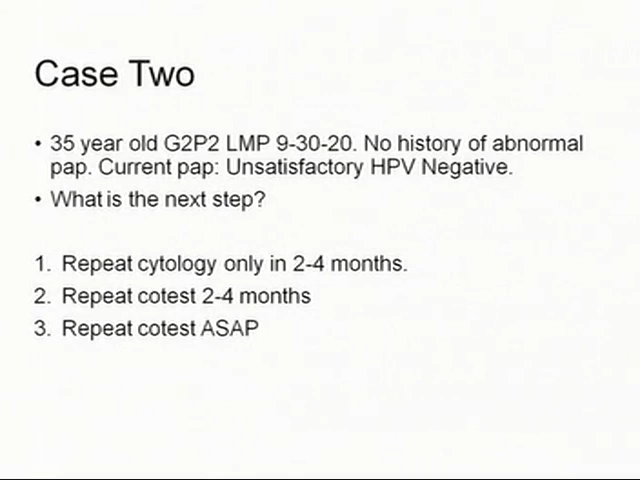 Case Two
• 35 year old G2P2 LMP 9-30-20. No history of abnormal
pap. Current pap: Unsatisfactory HPV Negative.
• What is the next step?
1. Repeat cytology only in 2-4 months.
2. Repeat cotest 2-4 months
3. Repeat cotest ASAP